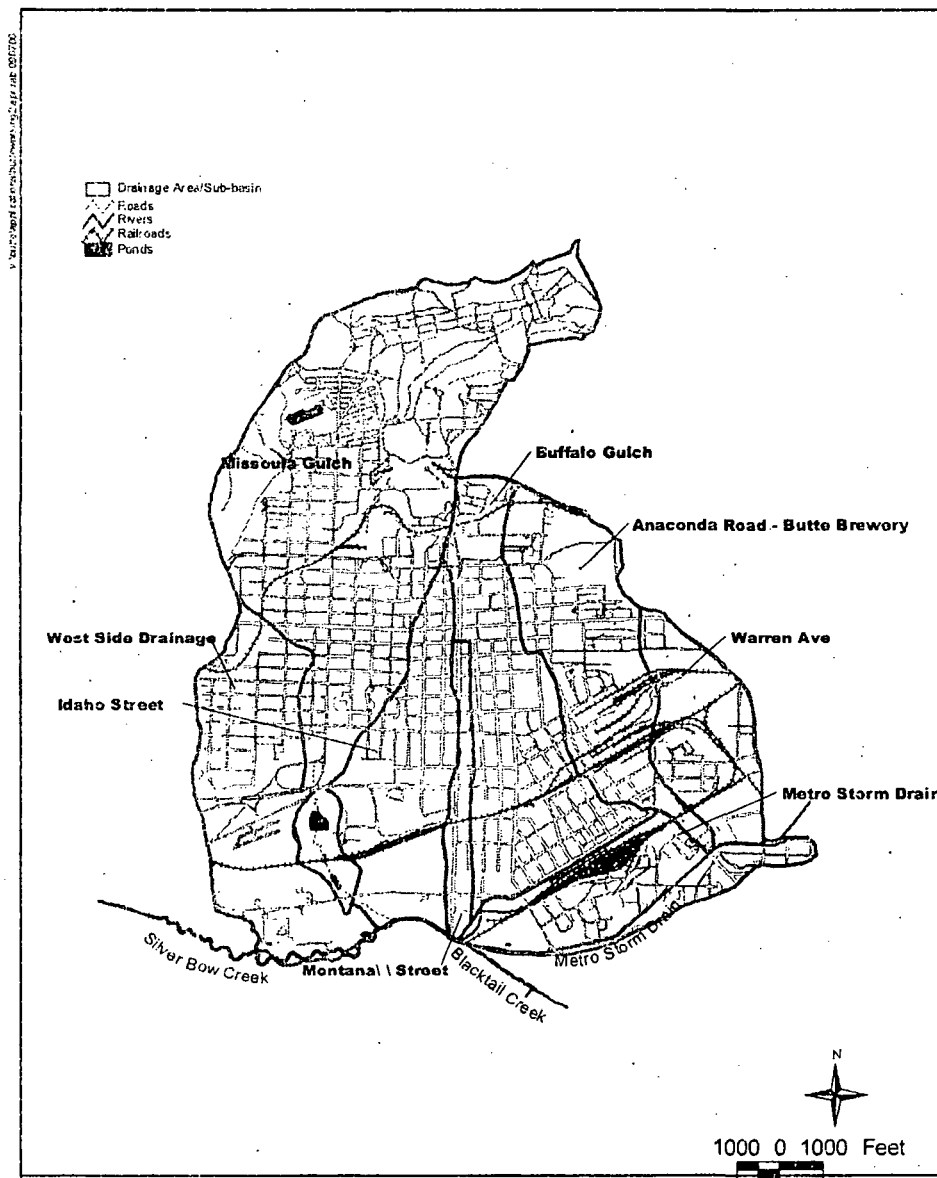 Drainage Area/Sub-basin
Roads
Rivers
Railroads
Ponds
Missoula Gulch
Buffalo Gulch
Anaconda Road - Butte Brewory
West Side Drainage
Warren Ave
Idaho Street
Metro Storm Drain
Metro Storm Drain
Silver Bow Creek
Montana\ \ Street
Blacktail Creek
N
1000 0 1000 Feet